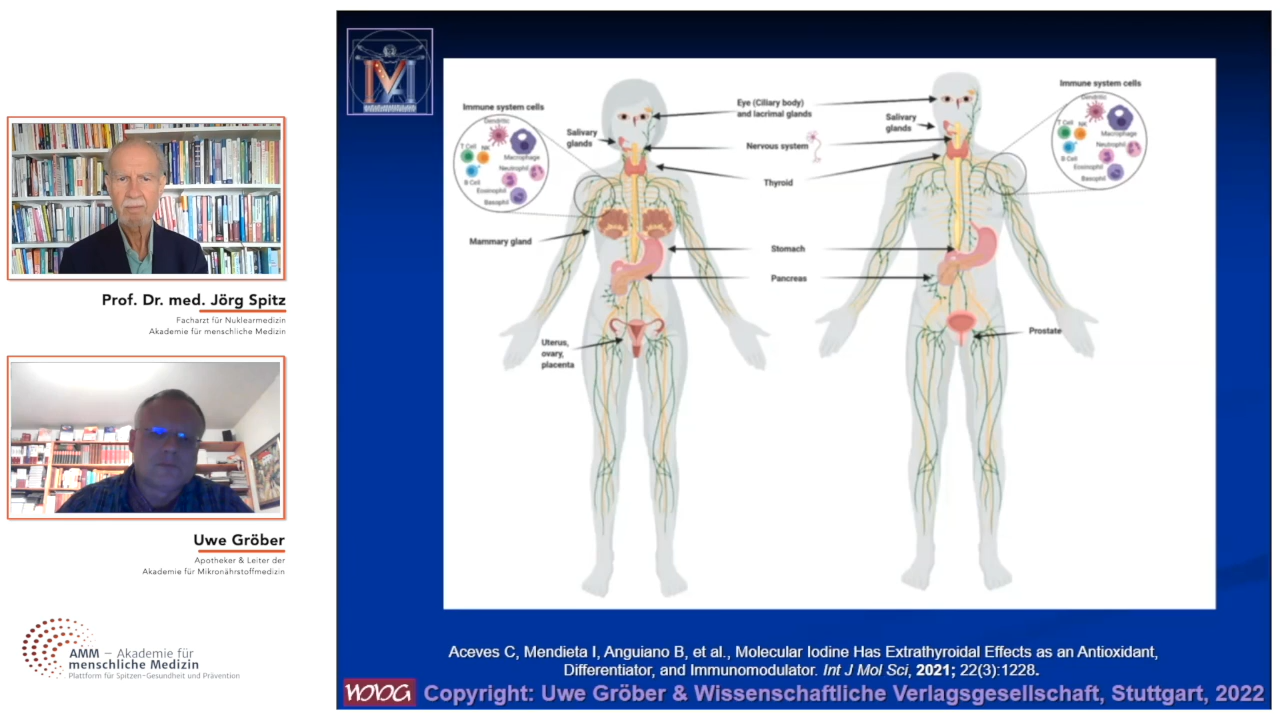 Prof. Dr. med. Jörg Spitz
Facharzt für Nuklearmedizin
Akademie für menschliche Medizin
Uwe Gröber
Apotheker & Leiter der
Akademie für Mikronährstoffmedizin
AMM – Akademie für
menschliche Medizin
Plattform für Spitzen-Gesundheit und Prävention
Immune system cells
Dendritic
T Cell
NK
Macrophage
B Cell
Neutrophil
Eosinophil
Basophil
Salivary
glands
Mammary gland
Uterus,
ovary,
placenta
Eye (Ciliary body)
and lacrimal glands
Nervous system
Thyroid
Stomach
Pancreas
Salivary
glands
Prostate
Immune system cells
Dendritic
T Cell
NK
Macrophage
B Cell
Neutrophil
Eosinophil
Basophil
Aceves C, Mendieta I, Anguiano B, et al., Molecular Iodine Has Extrathyroidal Effects as an Antioxidant,
Differentiator, and Immunomodulator. Int J Mol Sci, 2021; 22(3):1228.
Copyright: Uwe Gröber & Wissenschaftliche Verlagsgesellschaft, Stuttgart, 2022